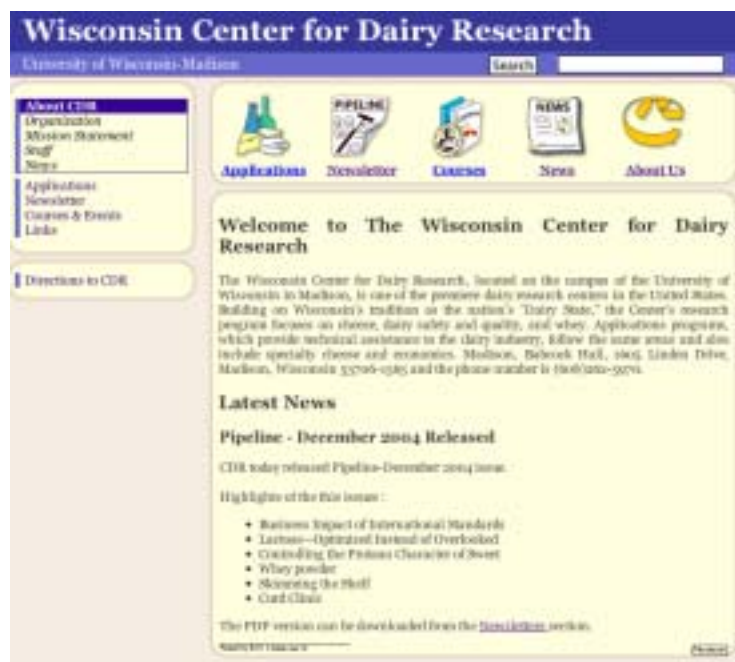 Wisconsin Center for Dairy Research
University of Wisconsin-Madison
Search
About CDR
Organization
Mission Statement
Staff
News
Applications
Newsletter
Courses & Events
Links
Directions to CDR
PIPELINE
NEWS
Applications
Newsletter
Courses
News
About Us
Welcome to The Wisconsin Center for Dairy
Research
The Wisconsin Center for Dairy Research, located on the campus of the University of
Wisconsin in Madison, is one of the premiere dairy research centers in the United States.
Building on Wisconsin's tradition as the nation's "Dairy State," the Center's research
program focuses on cheese, dairy safety and quality, and whey. Applications programs,
which provide technical assistance to the dairy industry, follow the same areas and also
include specialty cheese and economics. Madison, Babcock Hall, 1605 Linden Drive,
Madison, Wisconsin and the phone number is
Latest News
Pipeline - December 2004 Released
CDR today released Pipeline-December 2004 issue.
Highlights of the this issues :
Business Impact of International Standards
Lactose—Optimized Instead of Overlooked
Controlling the Protean Character of Sweet
Whey powder
Skimming the Shelf
Curd Clinic
The PDF version can be downloaded from the Newsletters section.